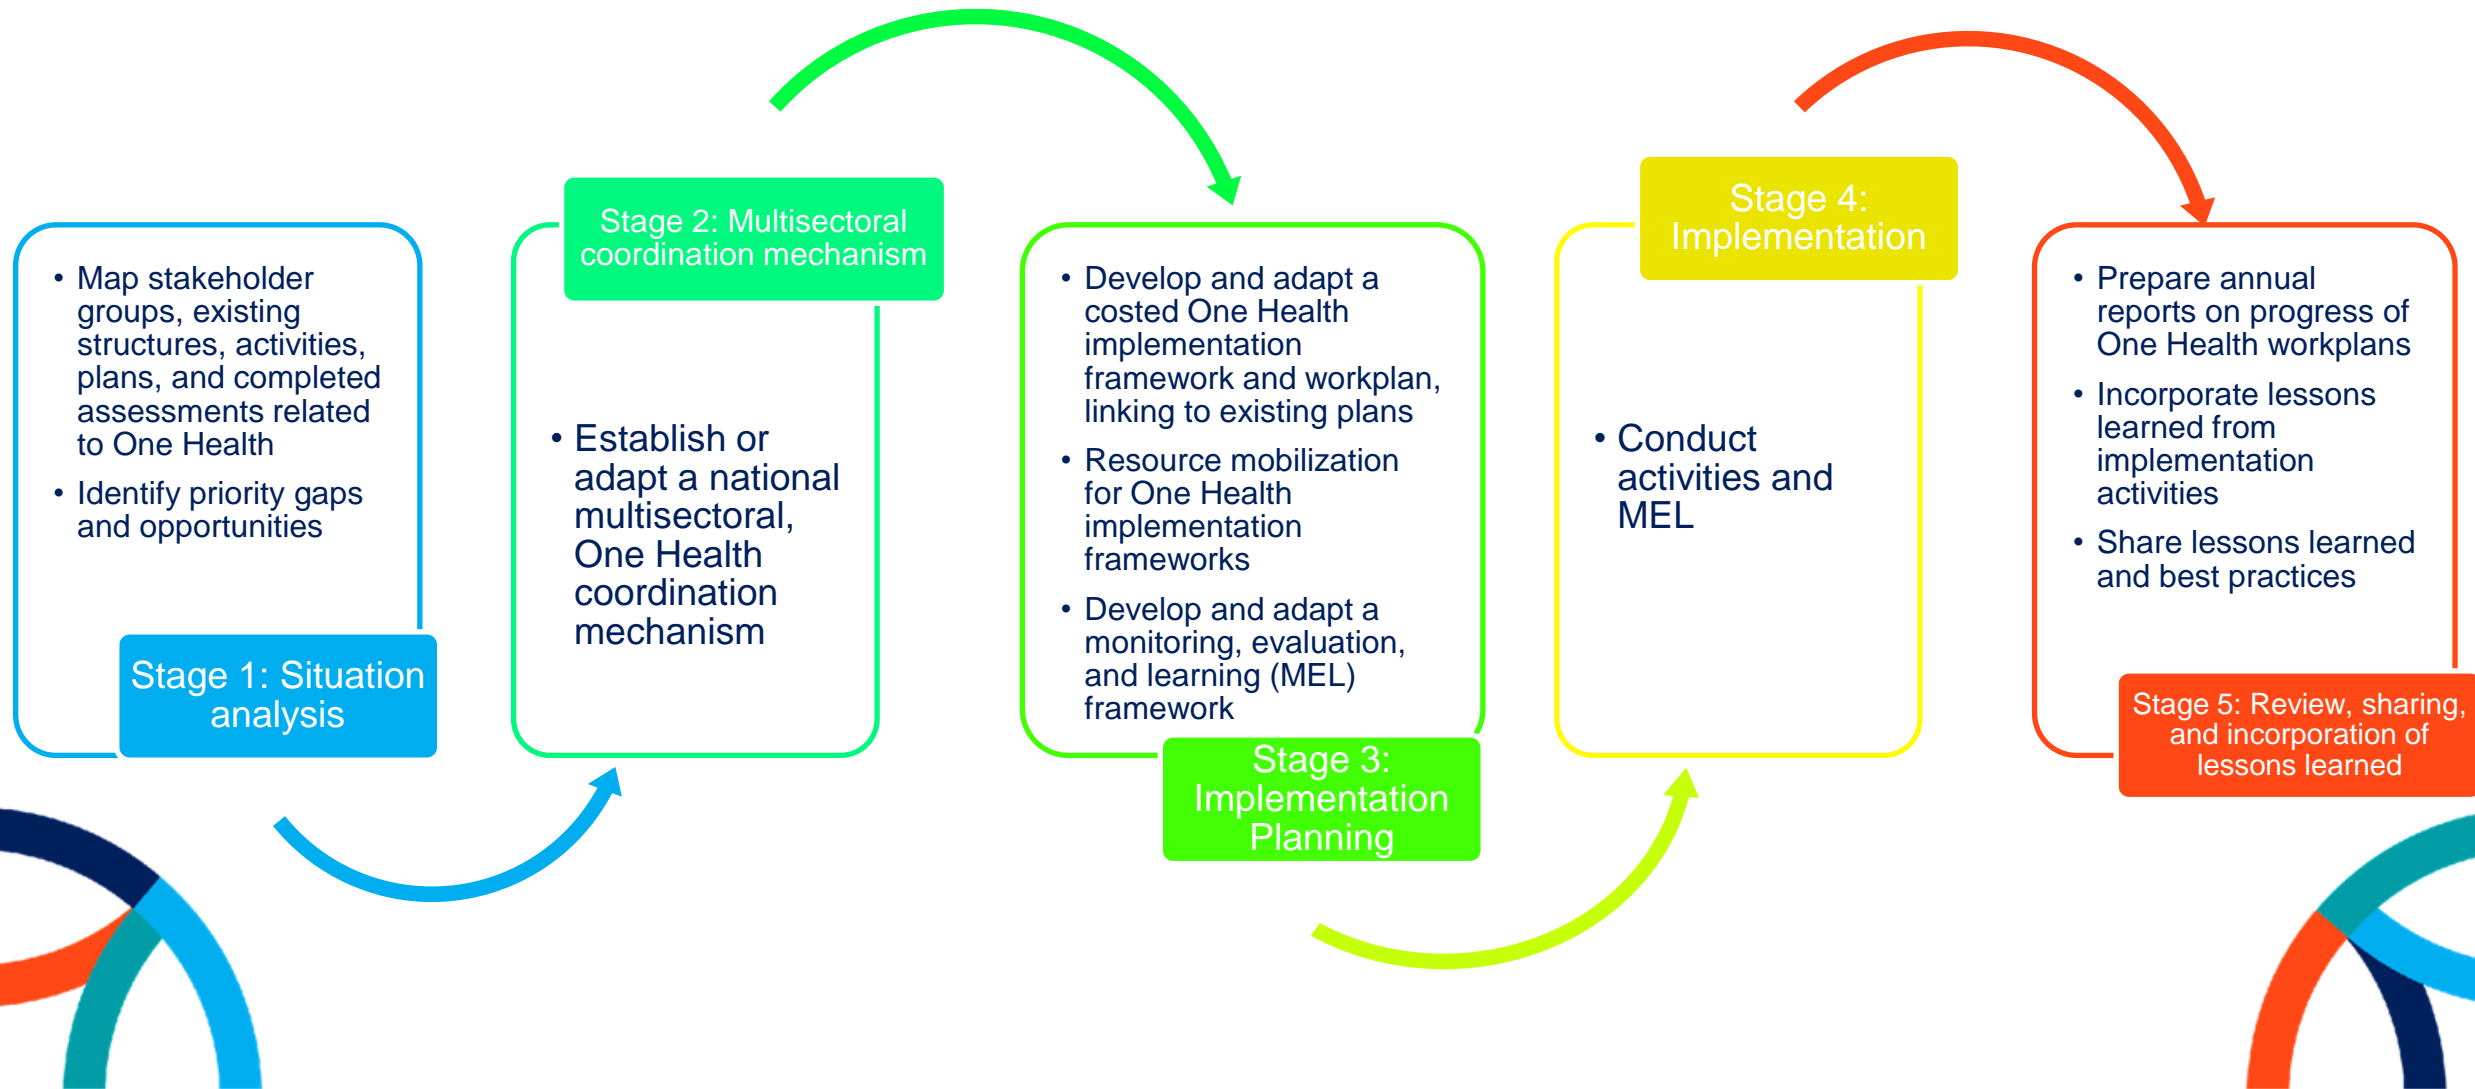 • Map stakeholder
groups, existing
structures, activities,
plans, and completed
assessments related
to One Health
• Identify priority gaps
and opportunities
Stage 1: Situation
analysis
Stage 2: Multisectoral
coordination mechanism
• Establish or
adapt a national
multisectoral,
One Health
coordination
mechanism
• Develop and adapt a
costed One Health
implementation
framework and workplan,
linking to existing plans
• Resource mobilization
for One Health
implementation
frameworks
• Develop and adapt a
monitoring, evaluation,
and learning (MEL)
framework
Stage 3:
Implementation
Planning
Stage 4:
Implementation
• Conduct
activities and
MEL
• Prepare annual
reports on progress of
One Health workplans
• Incorporate lessons
learned from
implementation
activities
• Share lessons learned
and best practices
Stage 5: Review, sharing,
and incorporation of
lessons learned